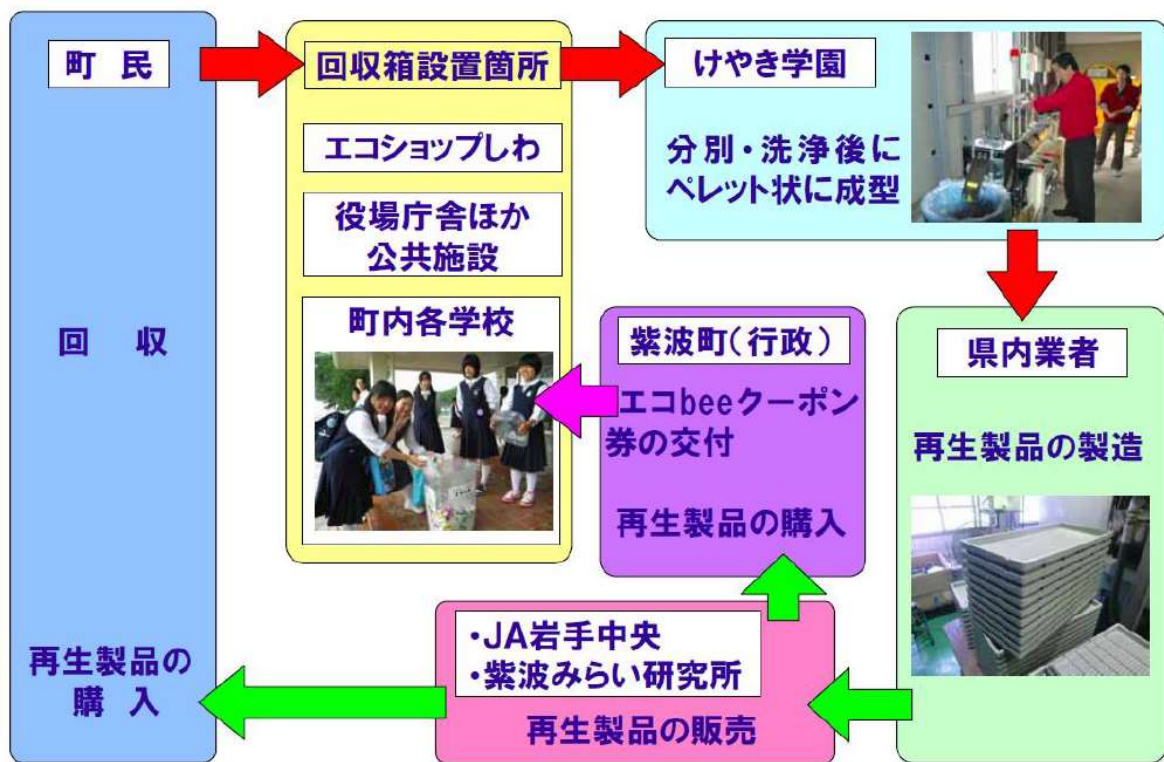 町 民
回 収
再生製品の
購 入
回収箱設置箇所
エコショップしわ
役場庁舎ほか
公共施設
町内各学校
けやき学園
分別・洗浄後に
ペレット状に成型
県内業者
再生製品の製造
紫波町(行政)
エコbeeクーポン
券の交付
再生製品の購入
・JA岩手中央
・紫波みらい研究所
再生製品の販売